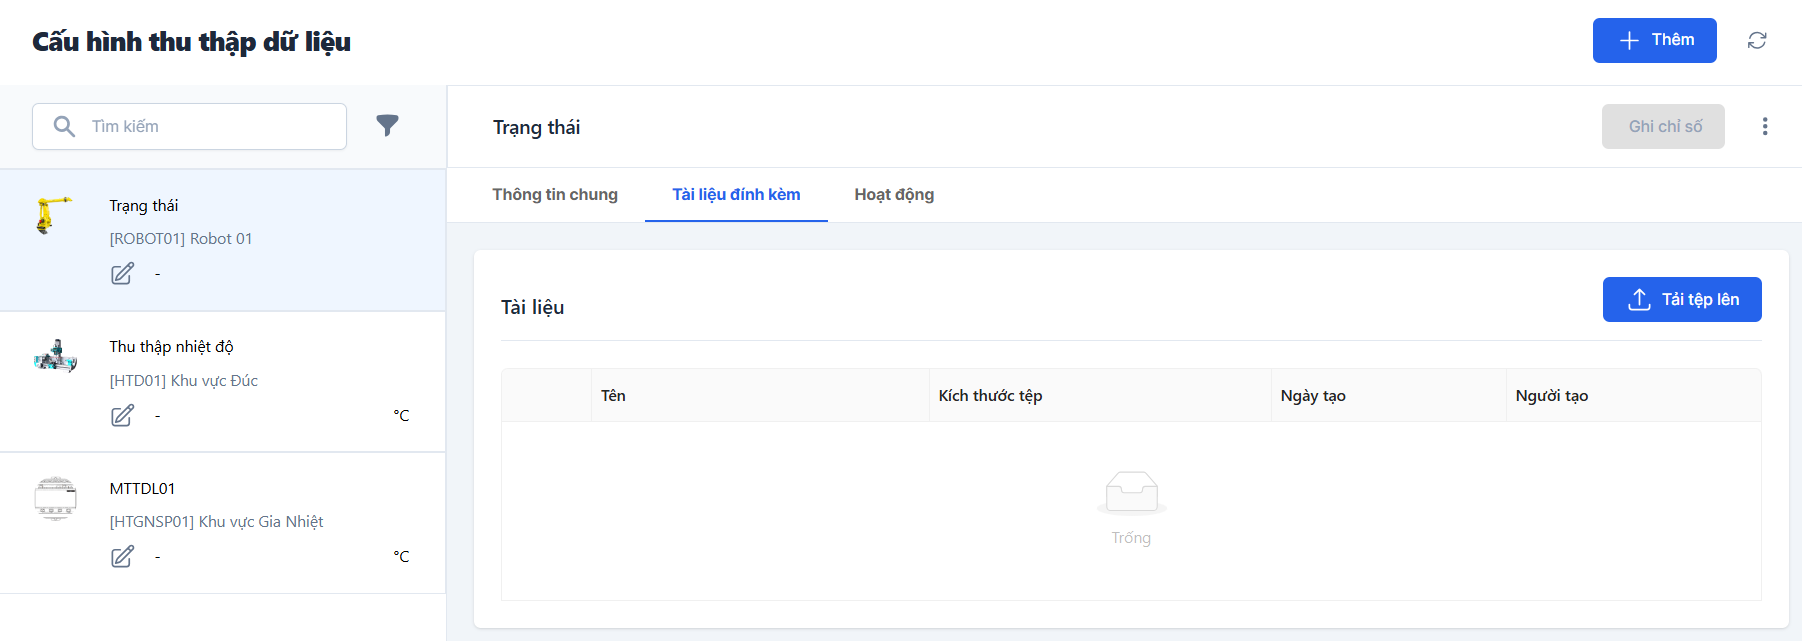 Cấu hình thu thập dữ liệu
Thêm
Tìm kiếm
Trạng thái
[ROBOT01] Robot 01
-
Thu thập nhiệt độ
[HTD01] Khu vực Đúc
- °C
MTTDL01
[HTGNSP01] Khu vực Gia Nhiệt
- °C
Trạng thái
Ghi chỉ số
Thông tin chung Tài liệu đính kèm Hoạt động
Tài liệu
Tải tệp lên
Tên Kích thước tệp Ngày tạo Người tạo
Trống